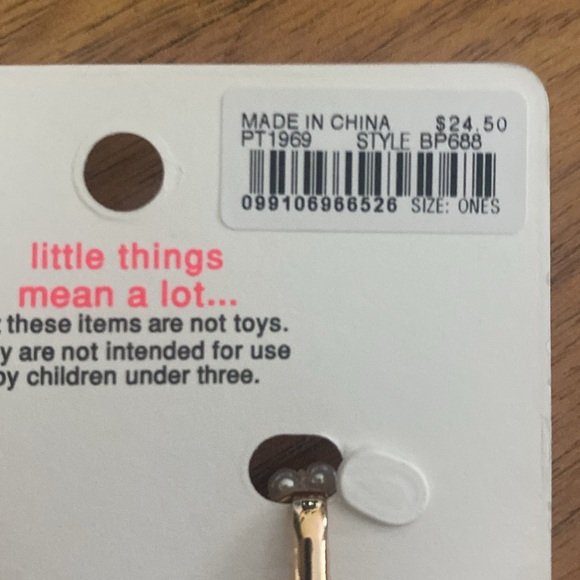 MADE IN CHINA $24.50
PT1969 STYLE BP688
099106966526 SIZE: ONES
little things
mean a lot...
these items are not toys.
y are not intended for use
by children under three.